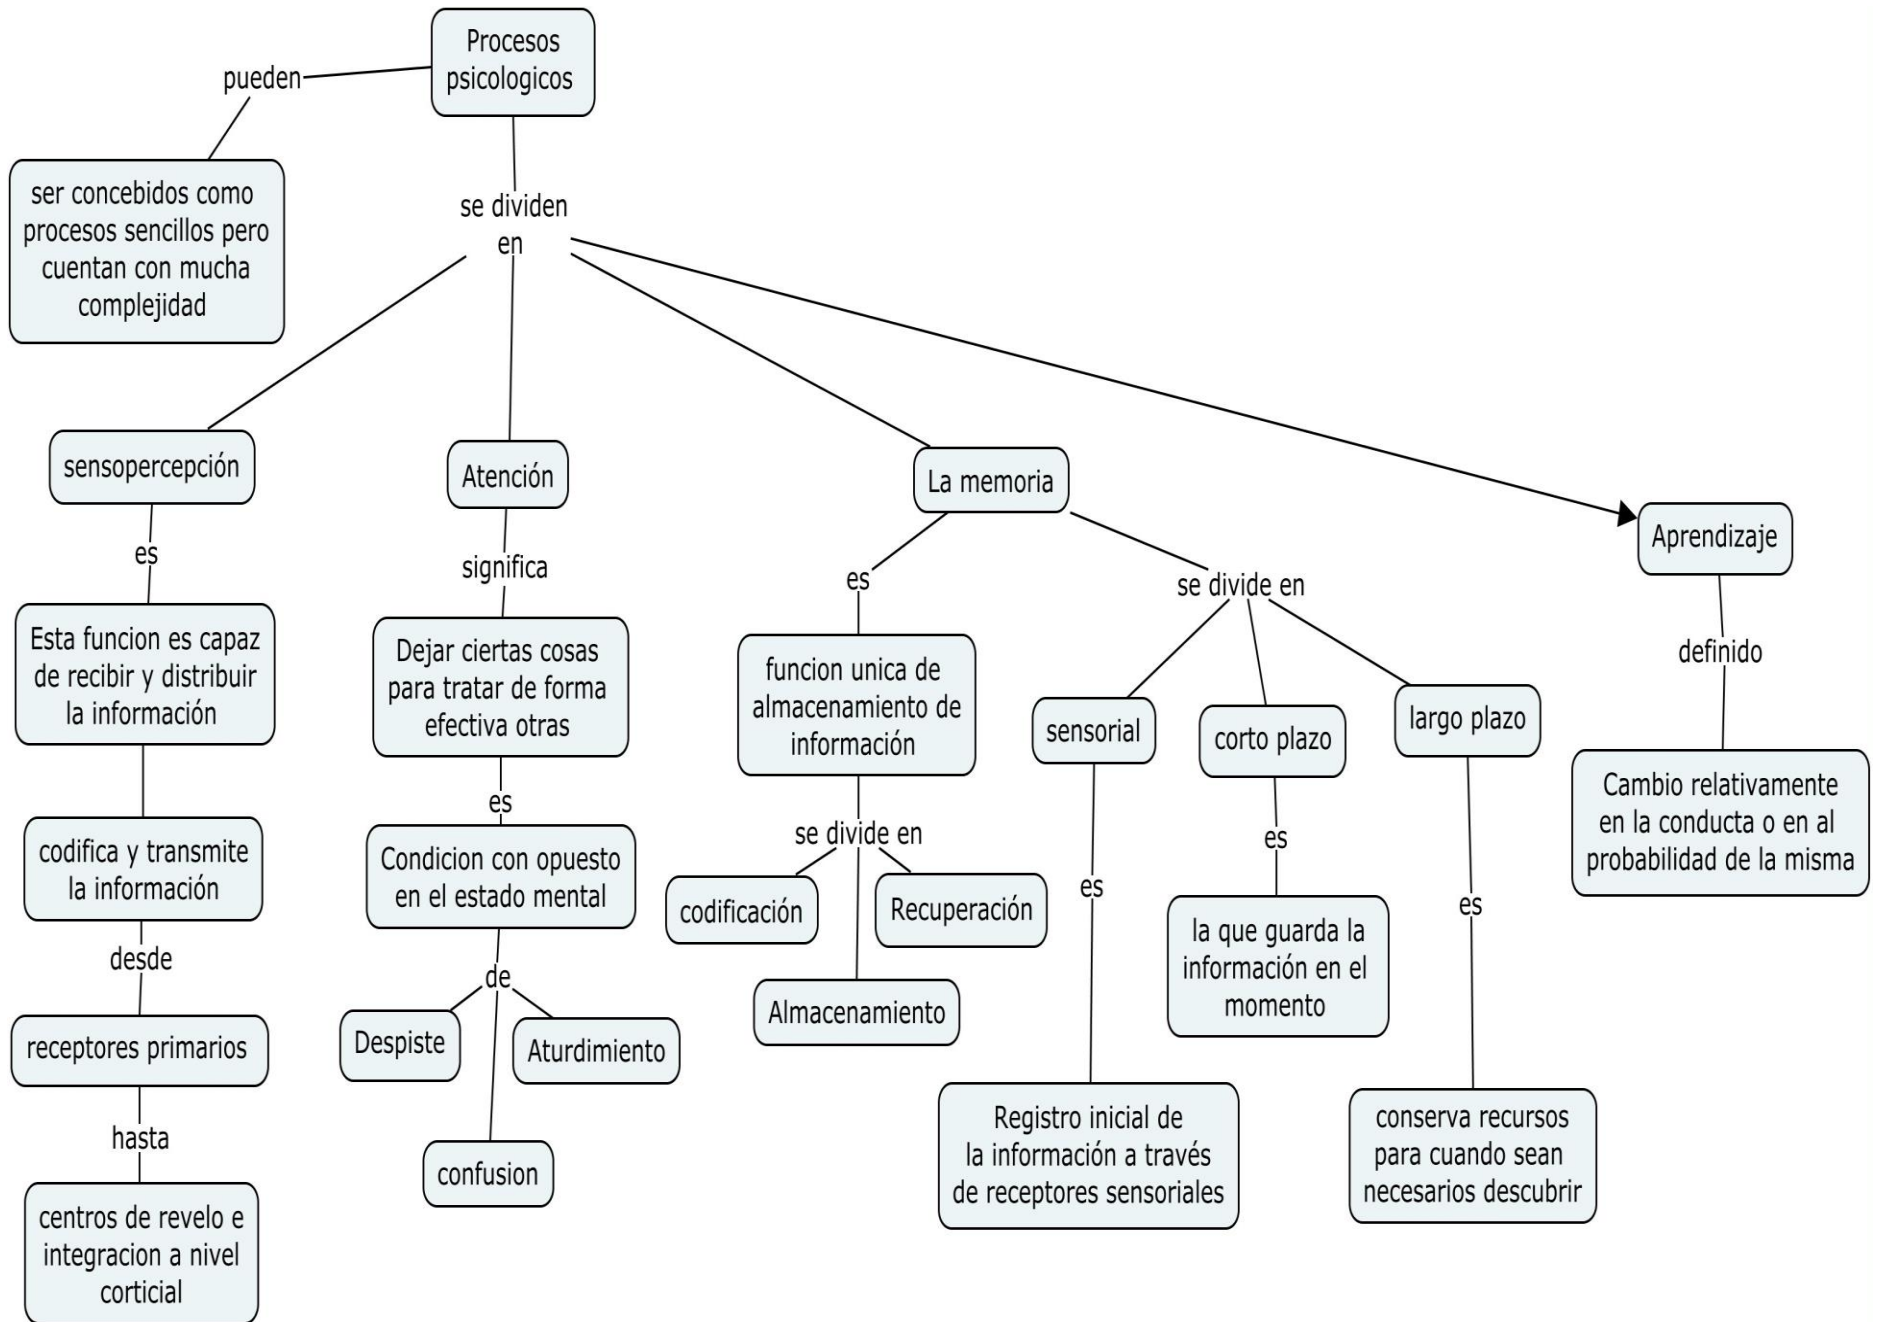 Procesos
psicologicos
pueden
ser concebidos como
procesos sencillos pero
cuentan con mucha
complejidad
se dividen
en
sensopercepción
es
Esta funcion es capaz
de recibir y distribuir
la información
codifica y transmite
la información
desde
receptores primarios
hasta
centros de revelo e
integracion a nivel
corticial
Atención
significa
Dejar ciertas cosas
para tratar de forma
efectiva otras
es
Condicion con opuesto
en el estado mental
de
Despiste
confusion
Aturdimiento
La memoria
es
funcion unica de
almacenamiento de
información
se divide en
codificación
Almacenamiento
Recuperación
se divide en
sensorial
es
Registro inicial de
la información a través
de receptores sensoriales
corto plazo
es
la que guarda la
información en el
momento
largo plazo
es
conserva recursos
para cuando sean
necesarios descubrir
Aprendizaje
definido
Cambio relativamente
en la conducta o en al
probabilidad de la misma